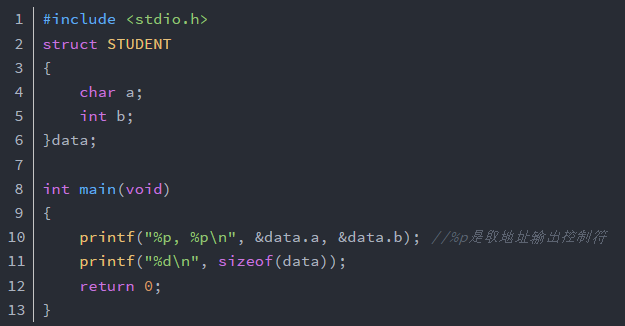 1 #include <stdio.h>
2 struct STUDENT
3 {
4     char a;
5     int b;
6 }data;
7
8 int main(void)
9 {
10     printf("%p, %p\n", &data.a, &data.b); //%p是取地址输出控制符
11     printf("%d\n", sizeof(data));
12     return 0;
13 }